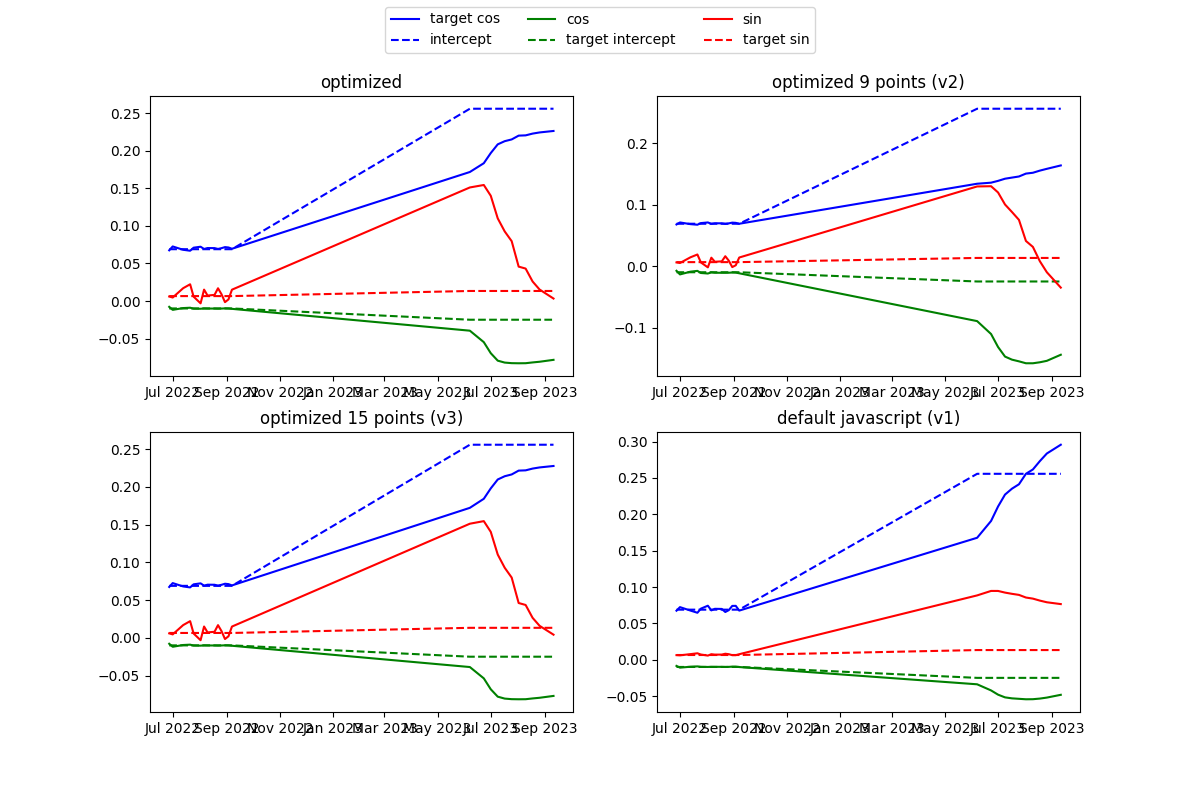 target cos cos sin
intercept target intercept target sin
optimized
0.25
0.20
0.15
0.10
0.05
0.00
−0.05
Jul 2022 Sep 2022 Nov 2022 Jan 2023 Mar 2023 May 2023 Jul 2023 Sep 2023
optimized 9 points (v2)
0.2
0.1
0.0
−0.1
Jul 2022 Sep 2022 Nov 2022 Jan 2023 Mar 2023 May 2023 Jul 2023 Sep 2023
optimized 15 points (v3)
0.25
0.20
0.15
0.10
0.05
0.00
−0.05
Jul 2022 Sep 2022 Nov 2022 Jan 2023 Mar 2023 May 2023 Jul 2023 Sep 2023
default javascript (v1)
0.30
0.25
0.20
0.15
0.10
0.05
0.00
−0.05
Jul 2022 Sep 2022 Nov 2022 Jan 2023 Mar 2023 May 2023 Jul 2023 Sep 2023